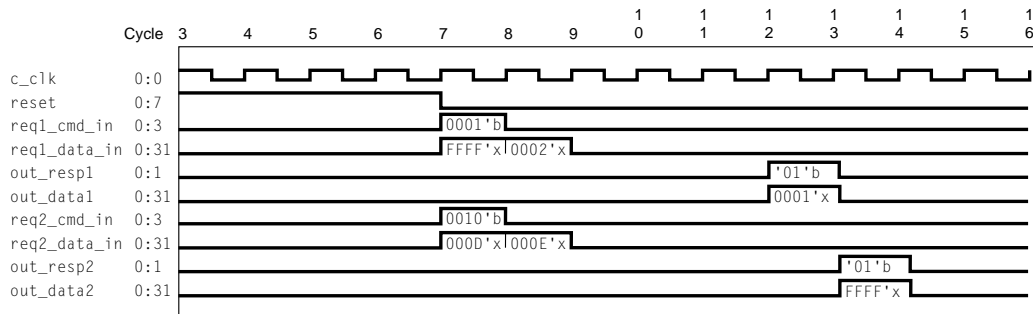 1 1 1 1 1 1 1
Cycle 3 4 5 6 7 8 9 0 1 2 3 4 5 6
c_clk 0:0
reset 0:7
req1_cmd_in 0:3 0001'b
req1_data_in 0:31 FFFF'x 0002'x
out_resp1 0:1 '01'b
out_data1 0:31 0001'x
req2_cmd_in 0:3 0010'b
req2_data_in 0:31 000D'x 000E'x
out_resp2 0:1 '01'b
out_data2 0:31 FFFF'x